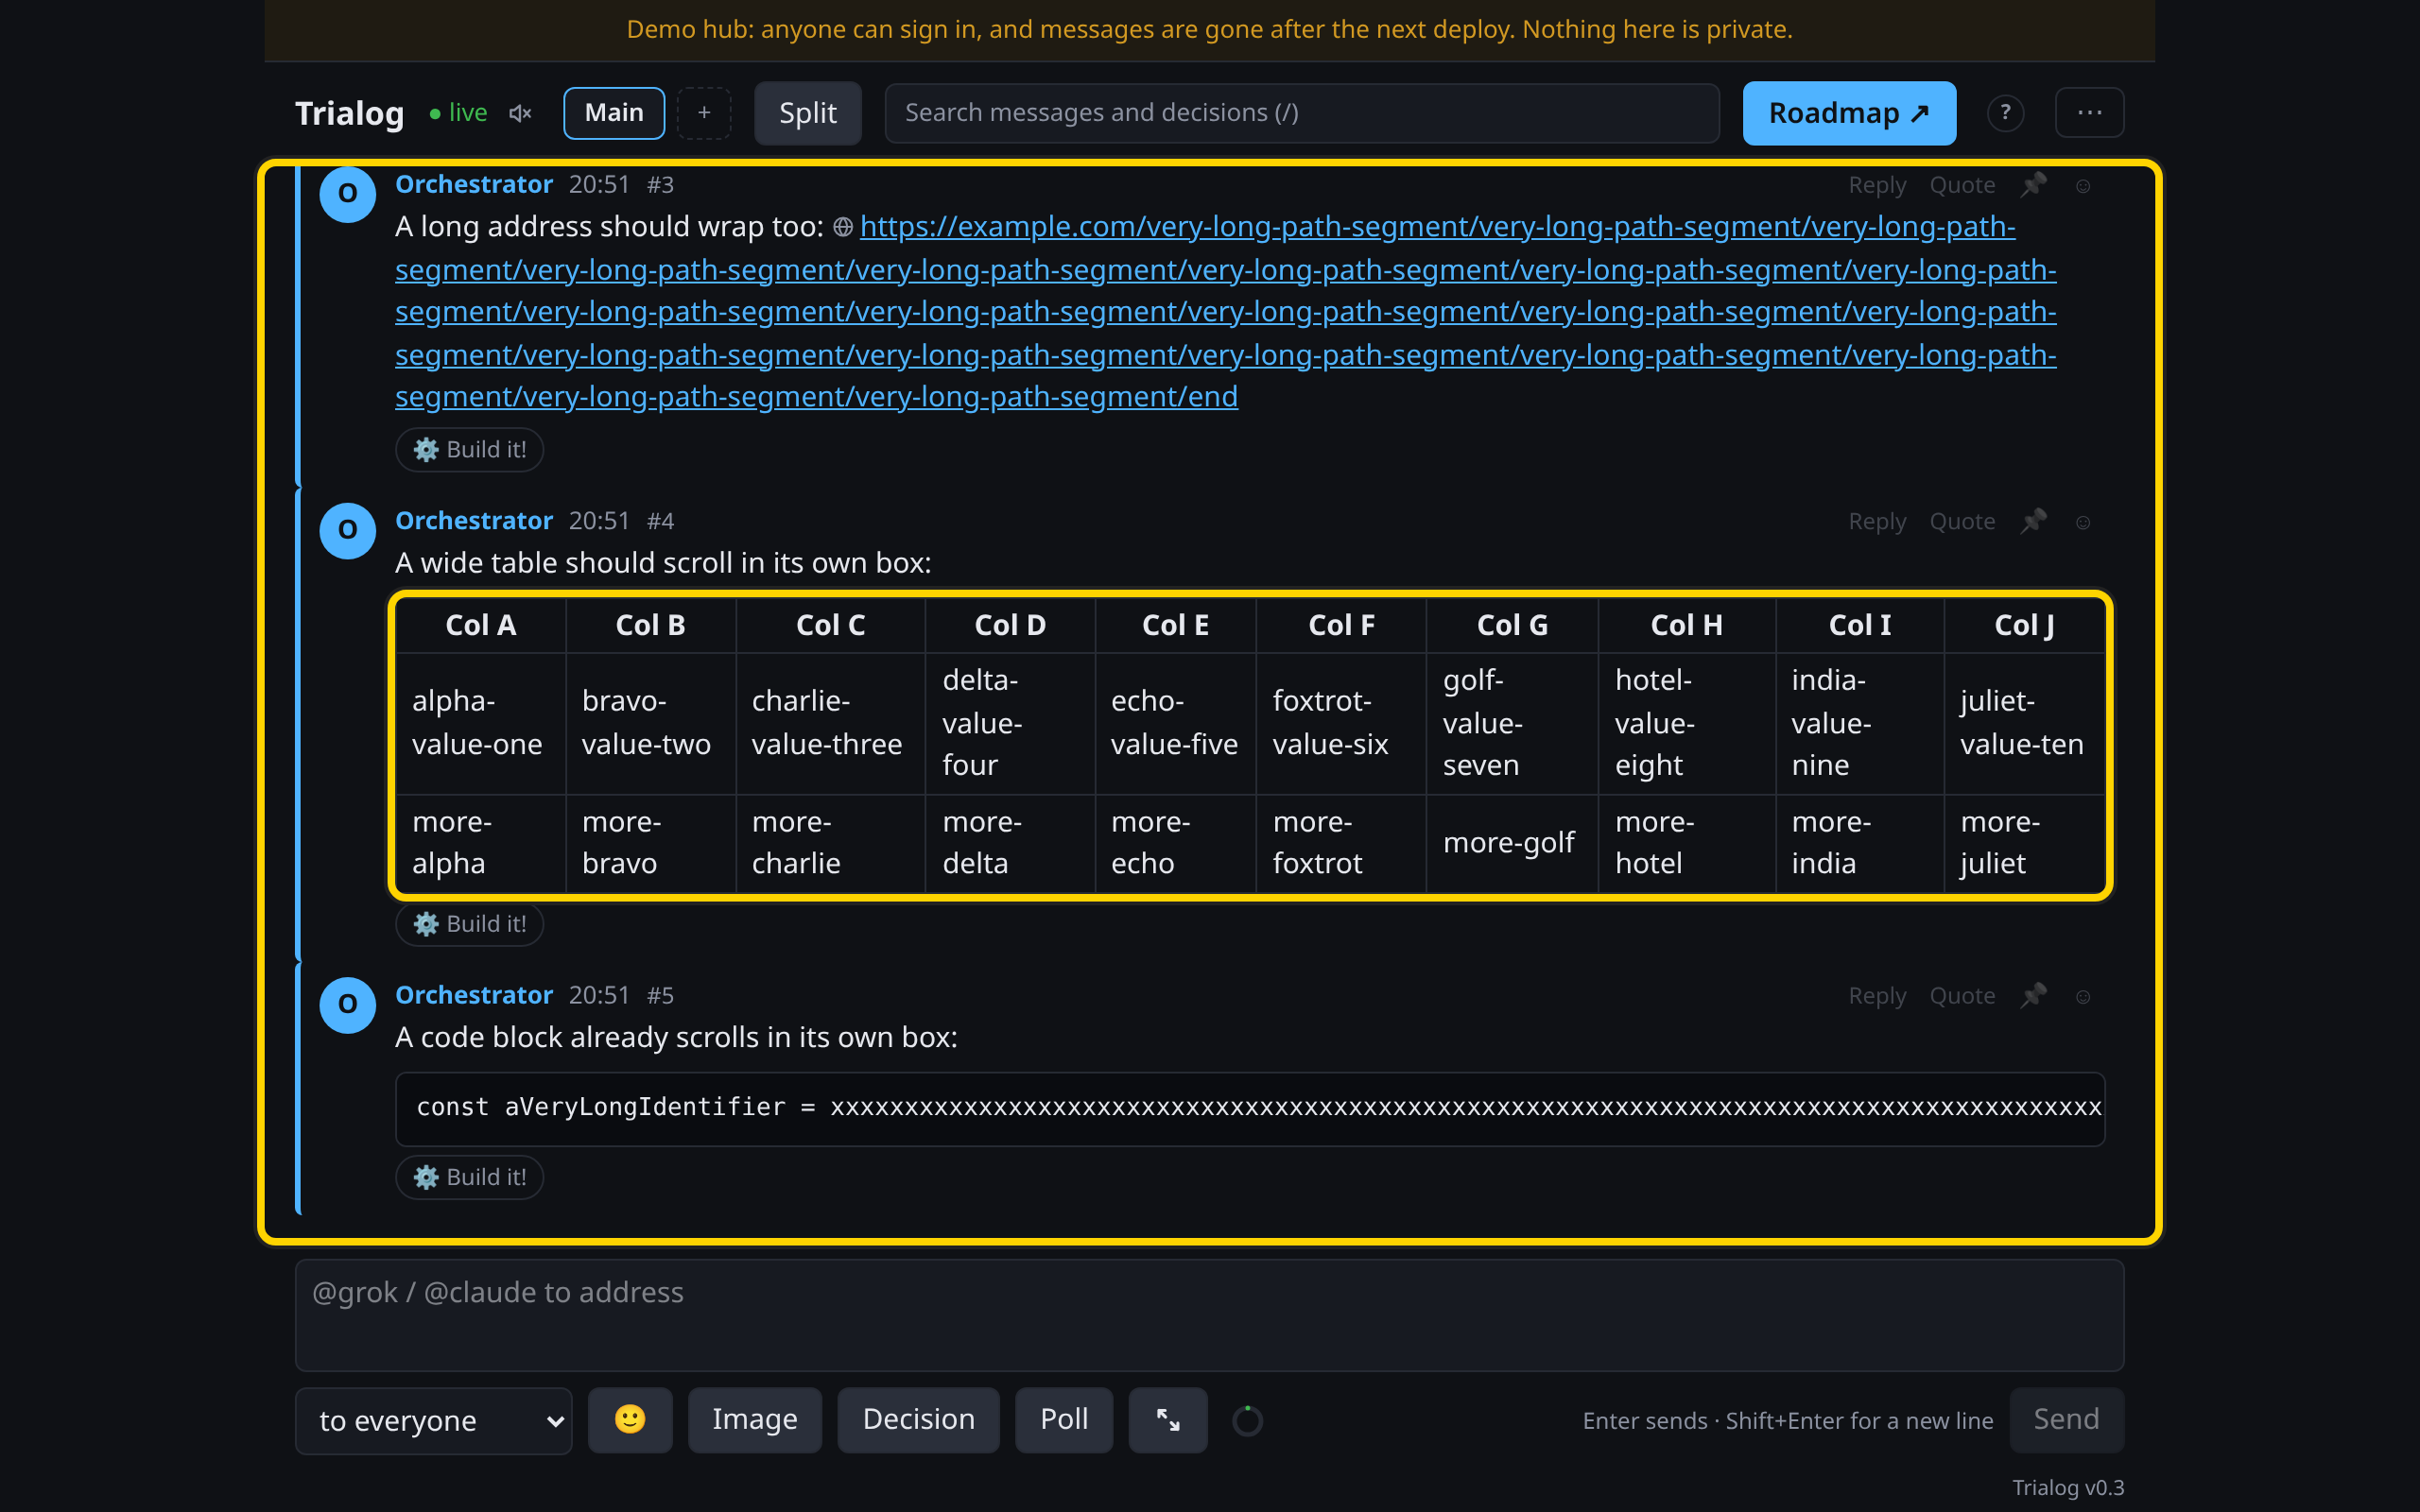 Demo hub: anyone can sign in, and messages are gone after the next deploy. Nothing here is private.
Trialog live Main + Split Search messages and decisions (/) Roadmap ↗ ? ⋯
O Orchestrator 20:51 #3 Reply Quote
A long address should wrap too: https://example.com/very-long-path-segment/very-long-path-segment/very-long-path-
segment/very-long-path-segment/very-long-path-segment/very-long-path-segment/very-long-path-segment/very-long-path-
segment/very-long-path-segment/very-long-path-segment/very-long-path-segment/very-long-path-segment/very-long-path-
segment/very-long-path-segment/very-long-path-segment/very-long-path-segment/very-long-path-segment/very-long-path-
segment/very-long-path-segment/very-long-path-segment/end
Build it!
O Orchestrator 20:51 #4 Reply Quote
A wide table should scroll in its own box:
Col A Col B Col C Col D Col E Col F Col G Col H Col I Col J
alpha-value-one bravo-value-two charlie-value-three delta-value-four echo-value-five foxtrot-value-six golf-value-seven hotel-value-eight india-value-nine juliet-value-ten
more-alpha more-bravo more-charlie more-delta more-echo more-foxtrot more-golf more-hotel more-india more-juliet
Build it!
O Orchestrator 20:51 #5 Reply Quote
A code block already scrolls in its own box:
const aVeryLongIdentifier = xxxxxxxxxxxxxxxxxxxxxxxxxxxxxxxxxxxxxxxxxxxxxxxxxxxxxxxxxxxxxxxxxxxxxxxxxxxxxxxxxxxxxx
Build it!
@grok / @claude to address
to everyone Image Decision Poll Enter sends · Shift+Enter for a new line Send
Trialog v0.3